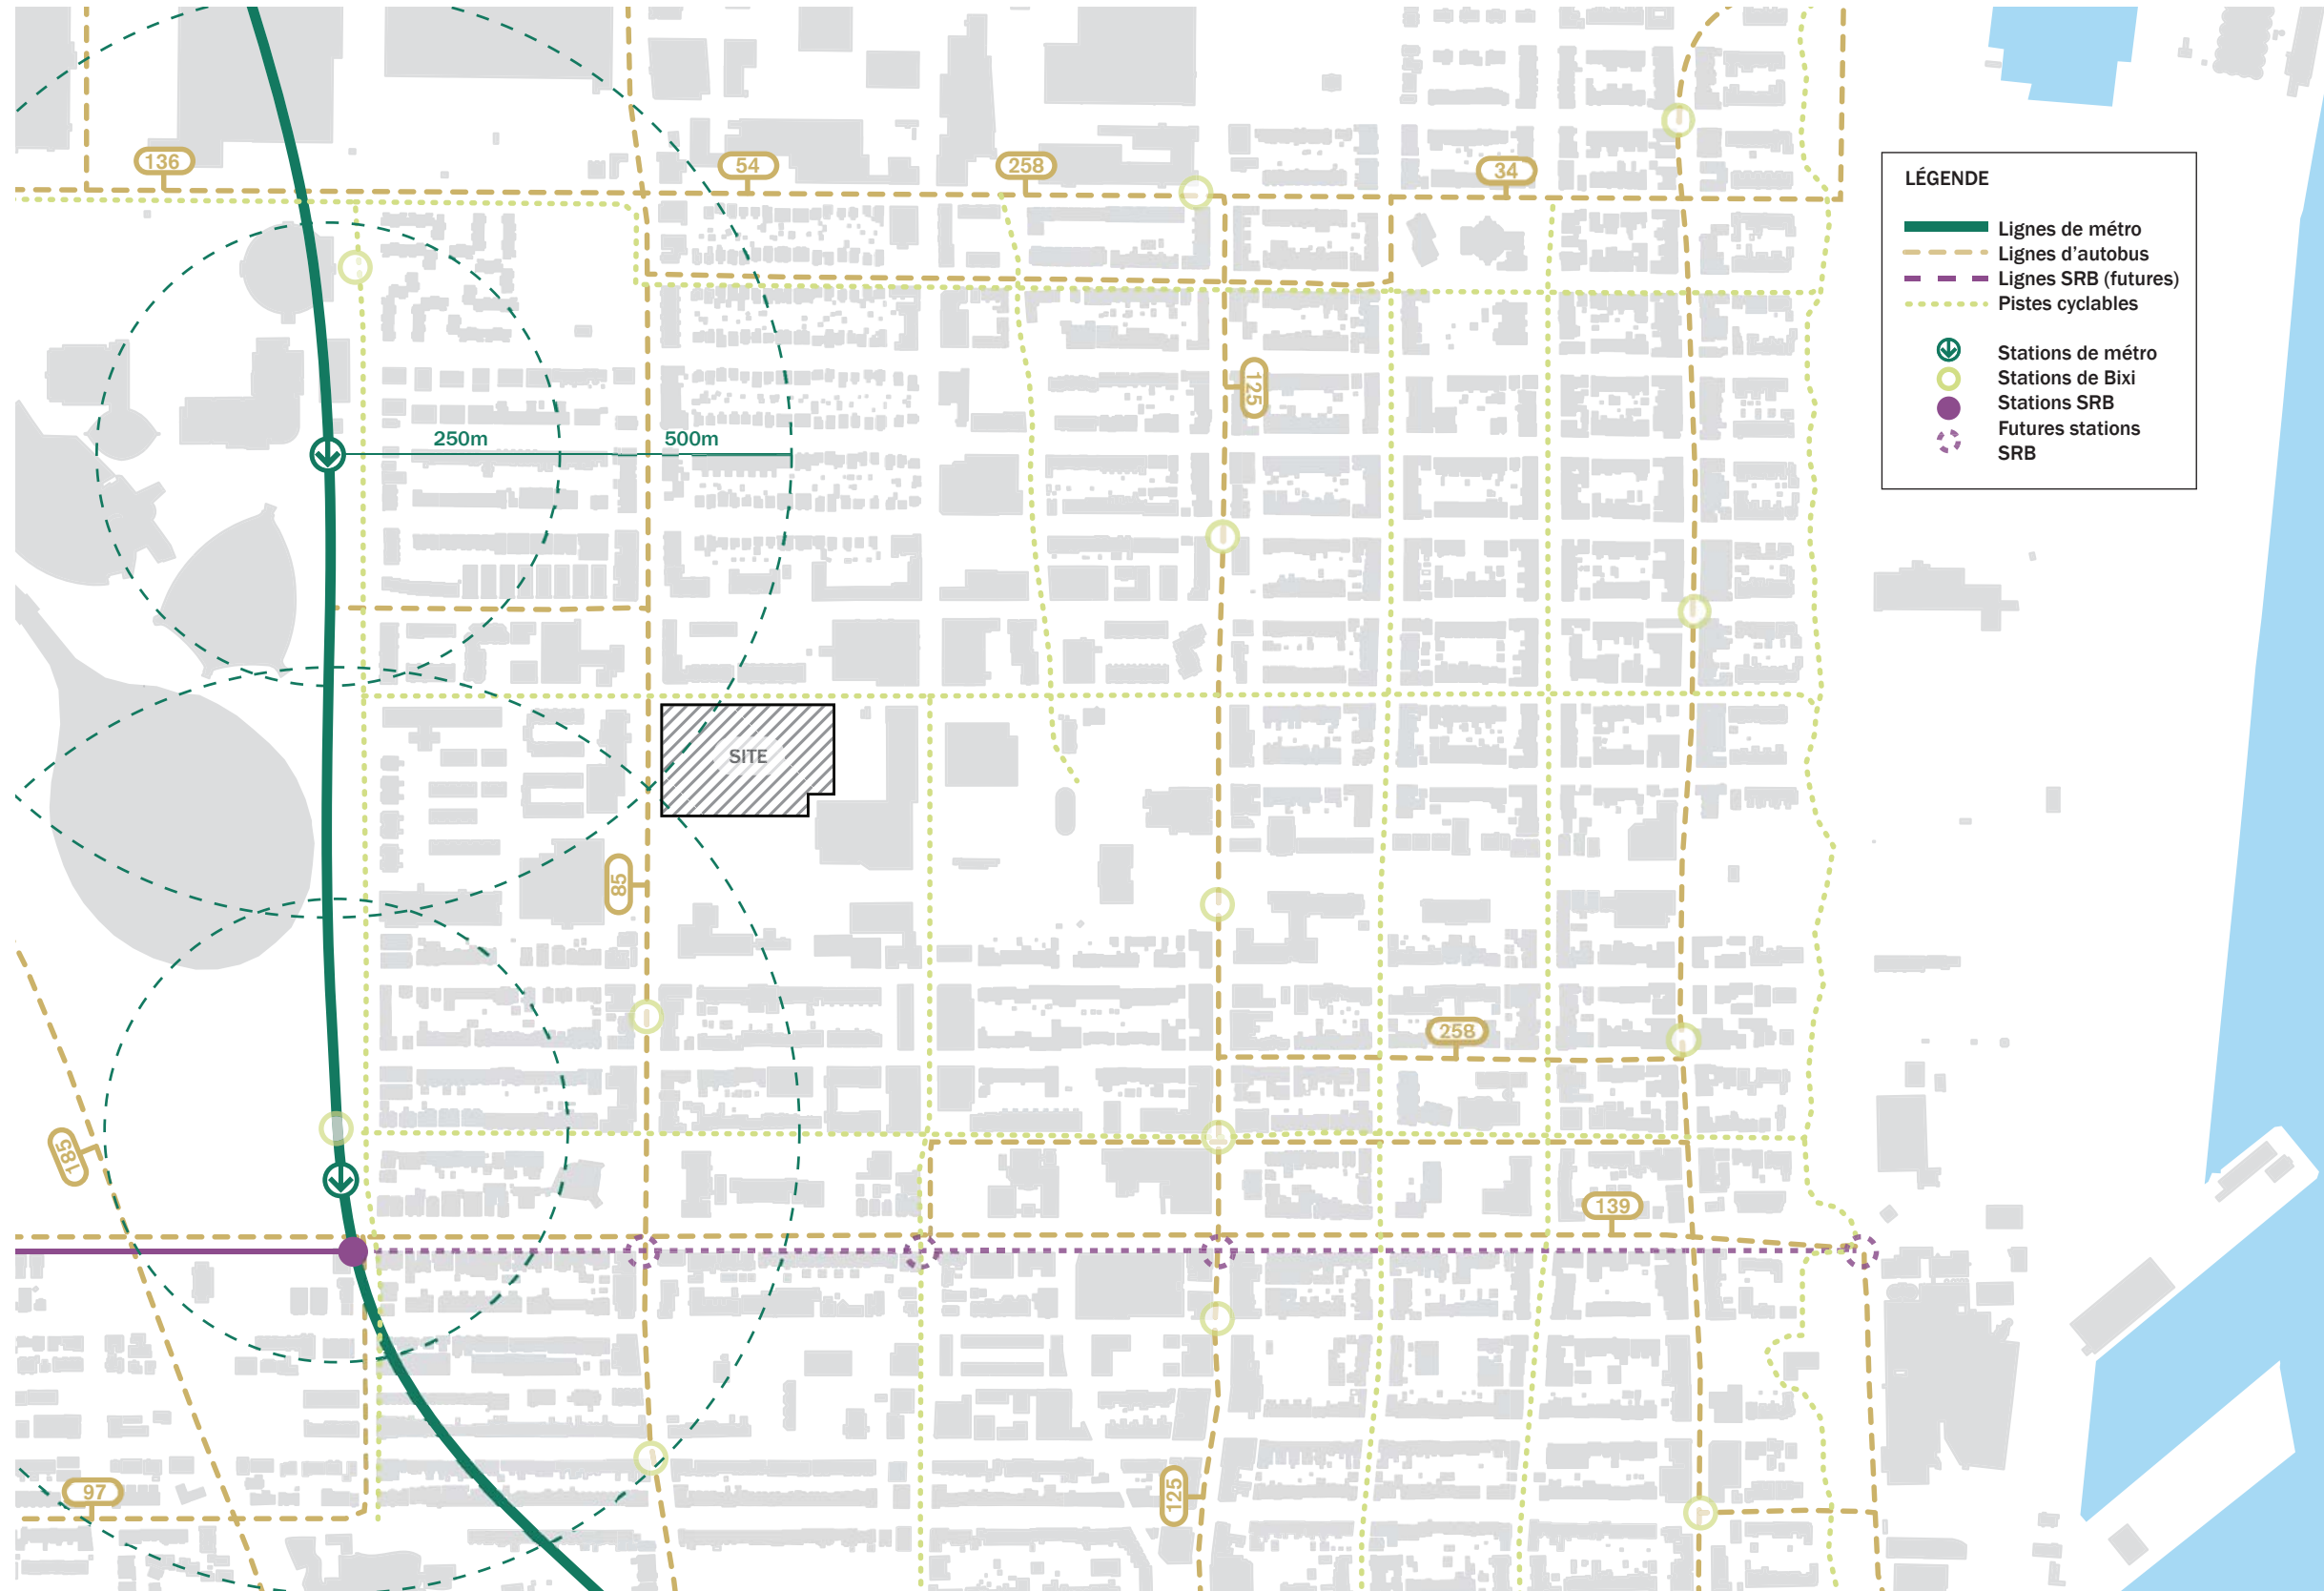 136
54
258
34
LÉGENDE
Lignes de métro
Lignes d'autobus
Lignes SRB (futures)
Pistes cyclables
Stations de métro
Stations de Bixi
Stations SRB
Futures stations
SRB
125
250m
500m
SITE
85
258
185
139
97
125